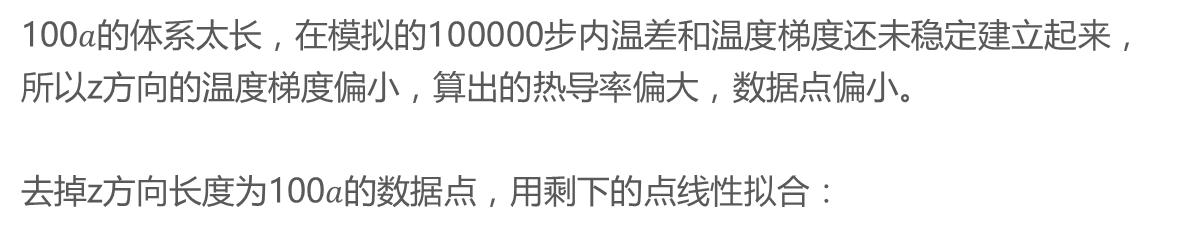 100a的体系太长，在模拟的100000步内温差和温度梯度还未稳定建立起来，
所以z方向的温度梯度偏小，算出的热导率偏大，数据点偏小。
去掉z方向长度为100a的数据点，用剩下的点线性拟合：